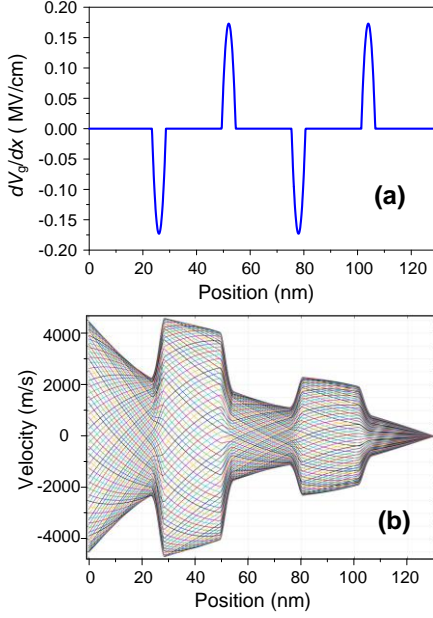 0.20
0.15
0.10
0.05
0.00
-0.05
-0.10
-0.15
0.20
dVg/dx ( MV/cm)
(a)
0 20 40 60 80 100 120
Position (nm)
4000
2000
0
-2000
-4000
Velocity (m/s)
(b)
0 20 40 60 80 100 120
Position (nm)